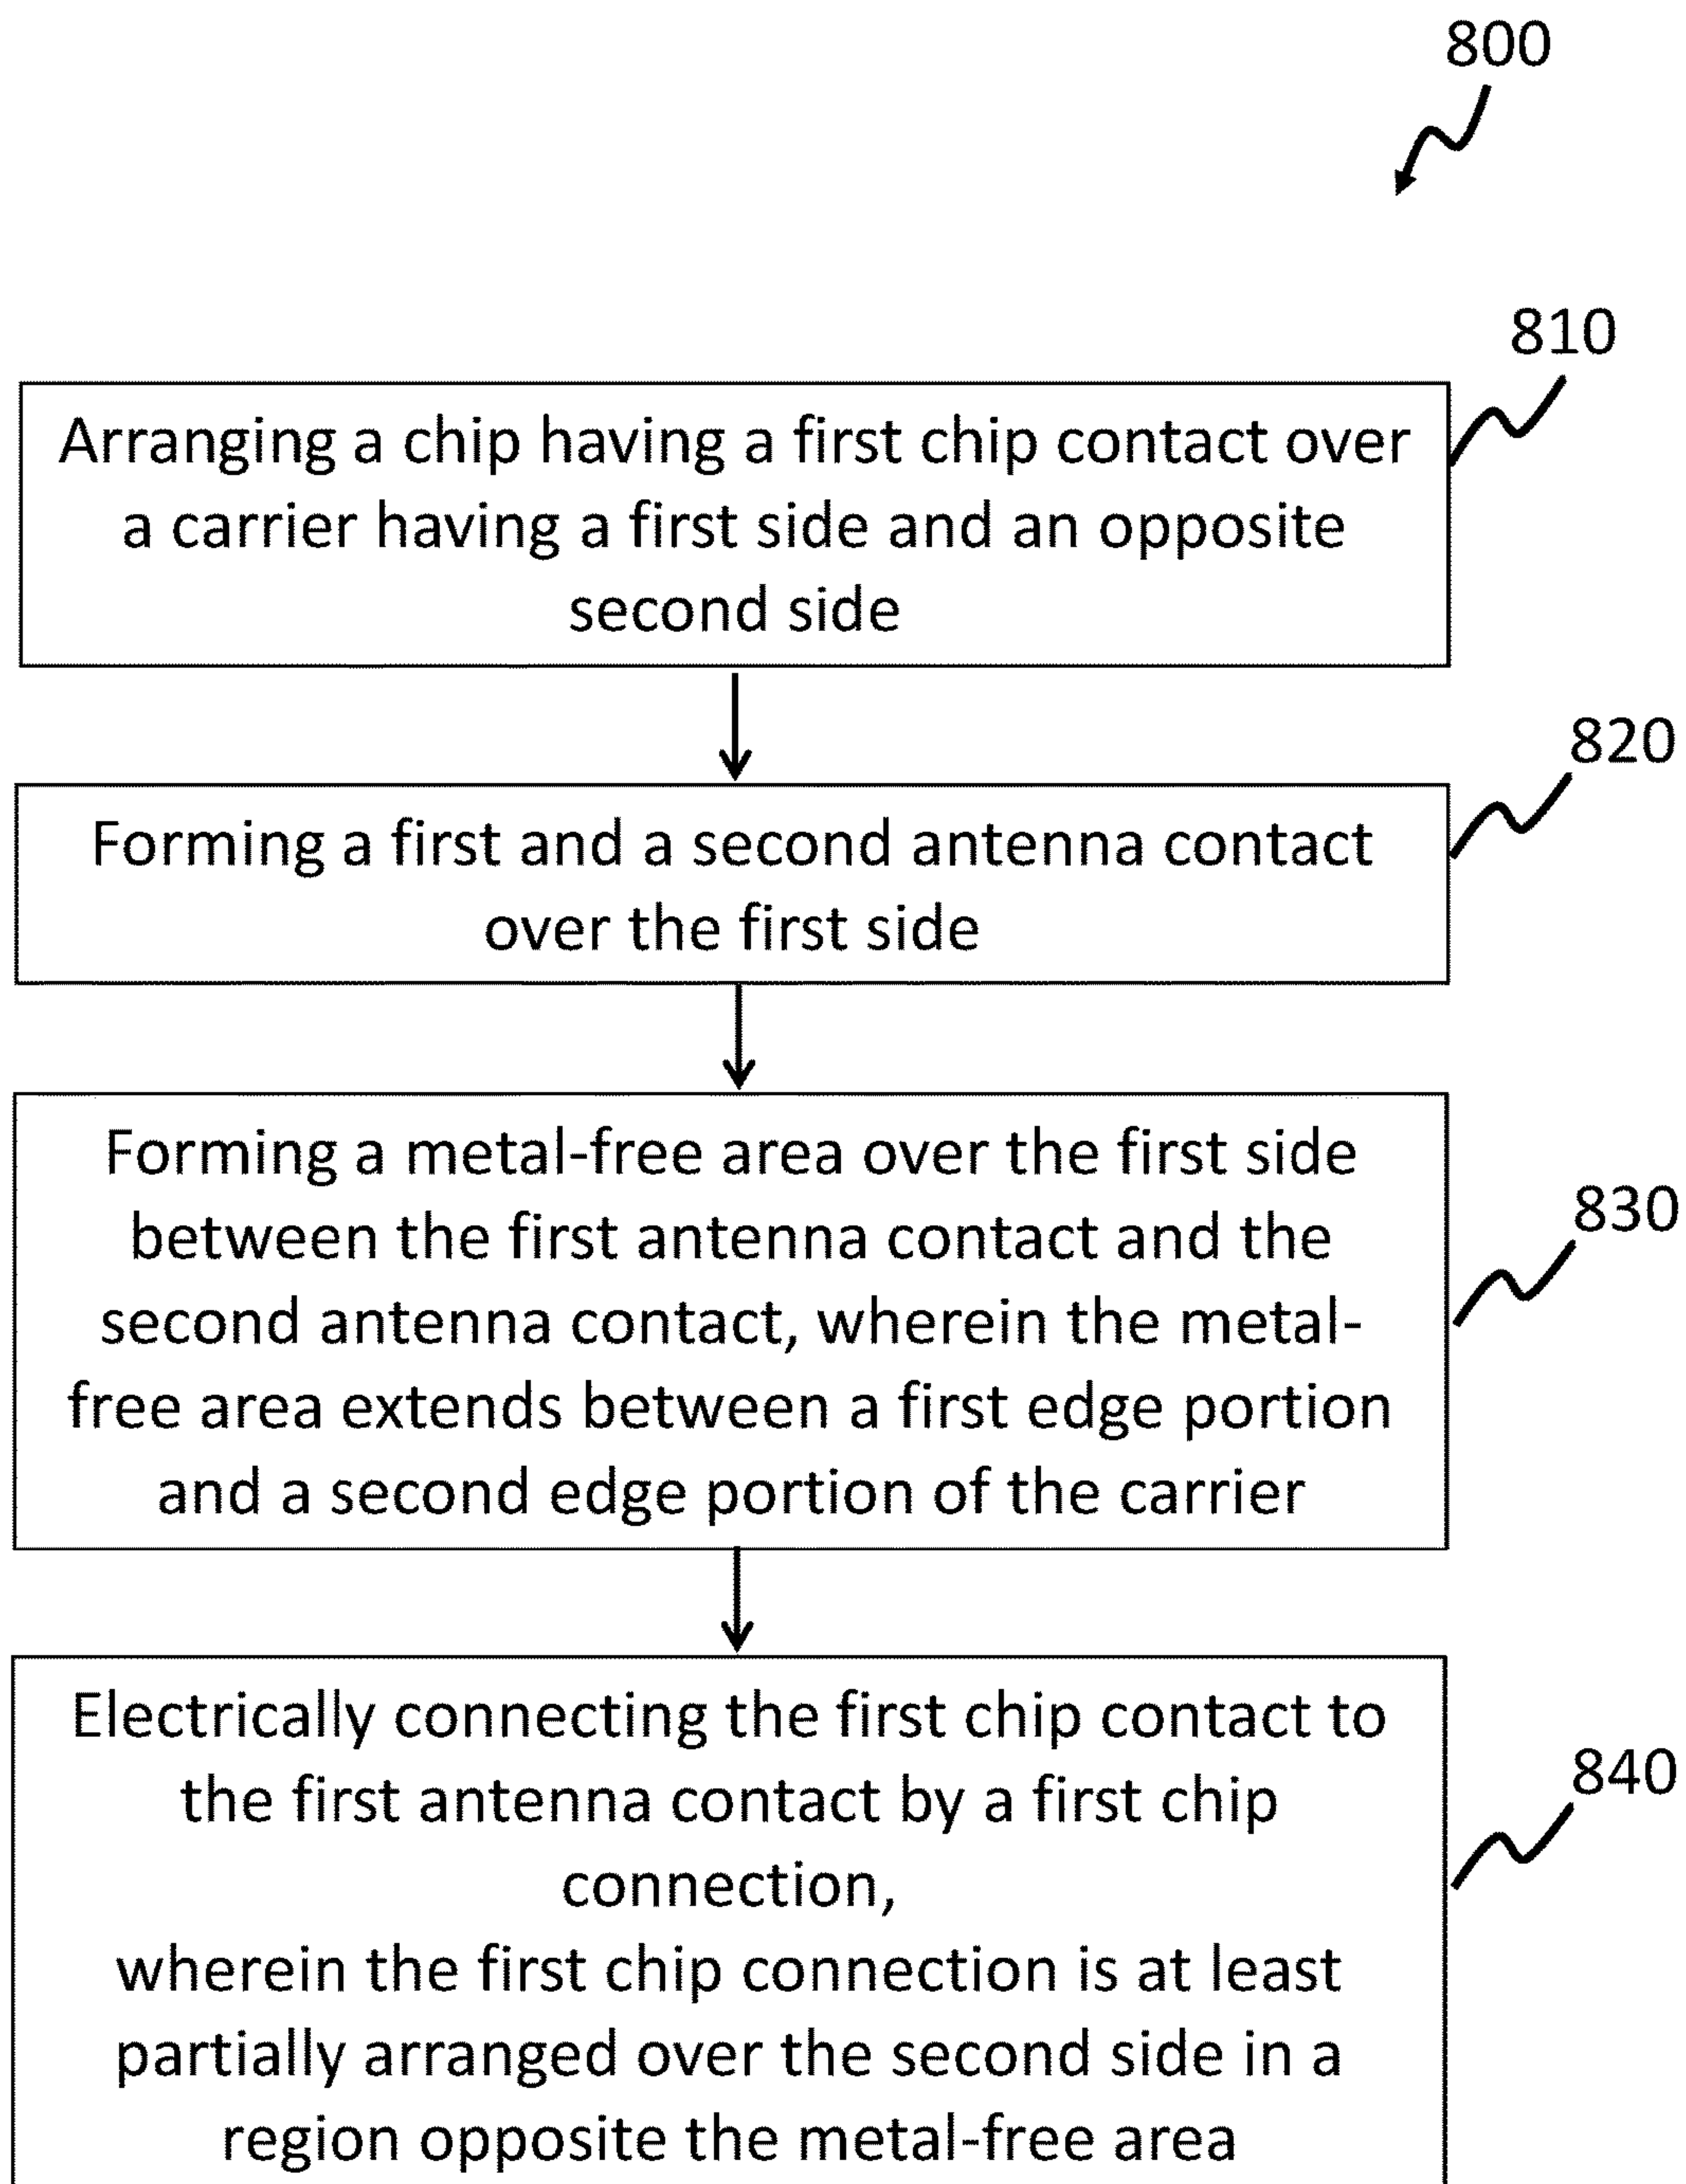 800
810
Arranging a chip having a first chip contact over
a carrier having a first side and an opposite
second side
820
Forming a first and a second antenna contact
over the first side
Forming a metal-free area over the first side
between the first antenna contact and the
830
second antenna contact, wherein the metal-
free area extends between a first edge portion
and a second edge portion of the carrier
Electrically connecting the first chip contact to
840
the first antenna contact by a first chip
connection,
wherein the first chip connection is at least
partially arranged over the second side in a
region opposite the metal-free area